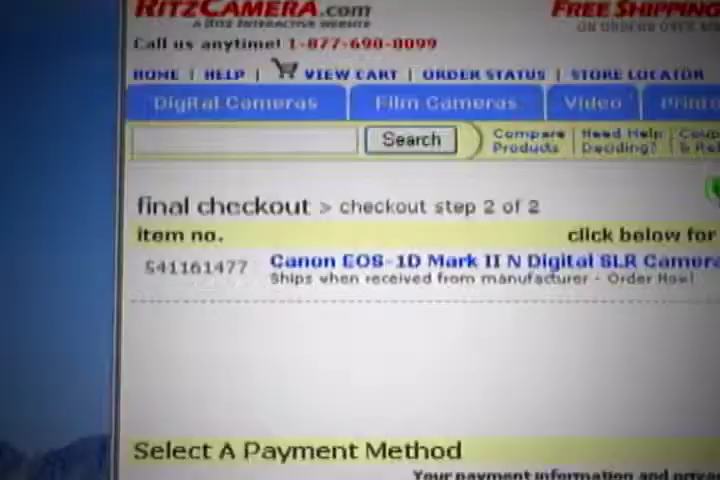 RITZCAMERA.com
FREE SHIPPING
A RITZ INTERACTIVE WEBSITE
ON ORDERS OVER
Call us anytime! 1-877-690-0099
HOME | HELP | VIEW CART | ORDER STATUS | STORE LOCATOR
Digital Cameras
Film Cameras
Video
Search
Compare Products
Need Help Deciding?
final checkout > checkout step 2 of 2
item no.
click below for
541161477
Canon EOS-1D Mark II N Digital SLR Camera
Ships when received from manufacturer - Order Now!
Select A Payment Method
Your payment information and